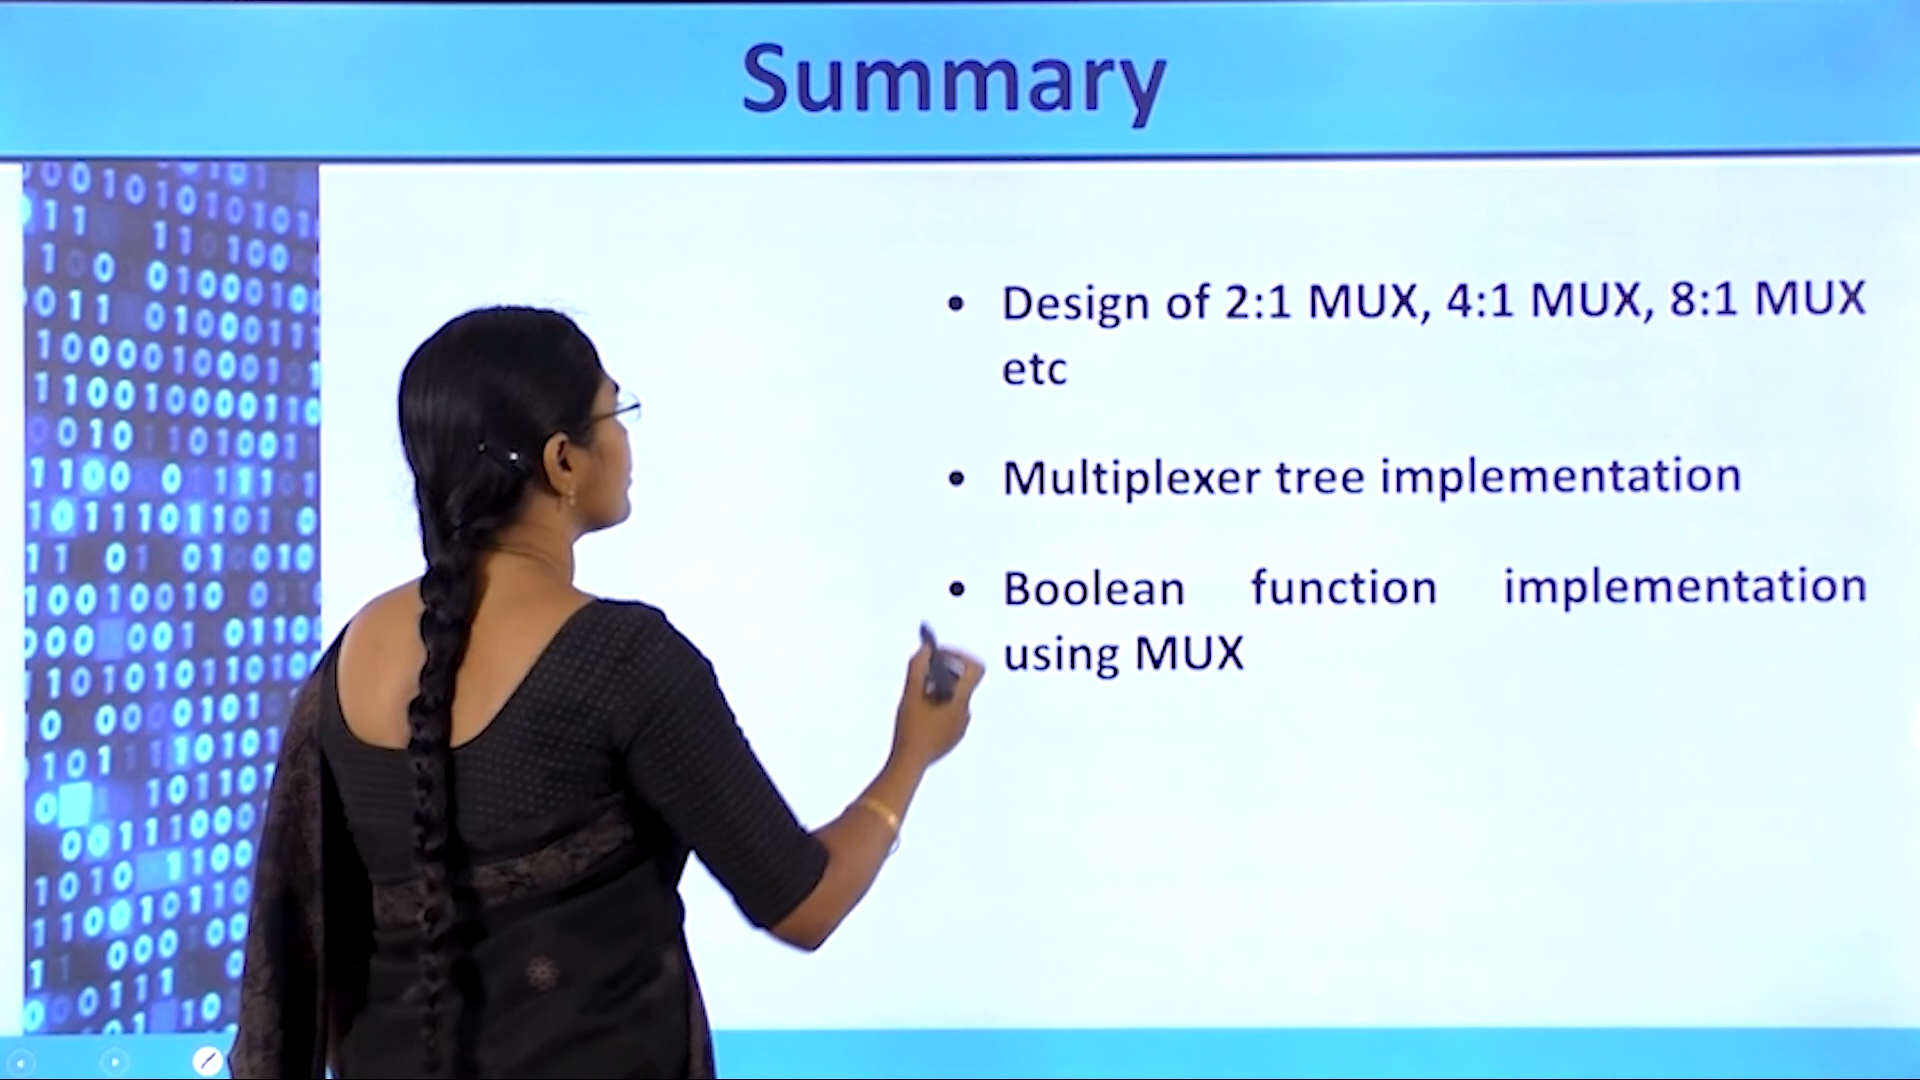 Summary
• Design of 2:1 MUX, 4:1 MUX, 8:1 MUX
etc
• Multiplexer tree implementation
• Boolean function implementation
using MUX